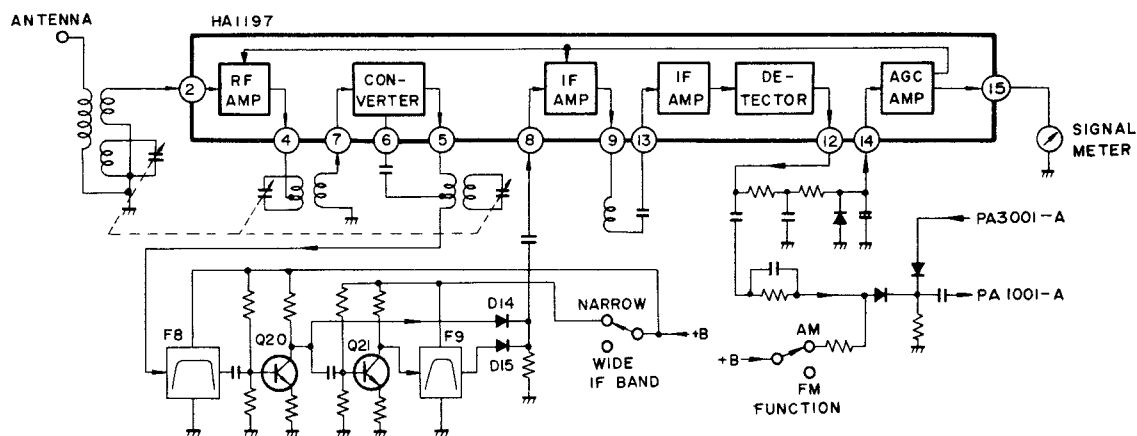 ANTENNA
HA1197
2
RF
AMP
CON-
VERTER
IF
AMP
IF
AMP
DE-
TECTOR
AGC
AMP
15
4
7
6
5
8
9
13
12
14
SIGNAL
METER
PA3001-A
PA1001-A
F8
Q20
Q21
F9
D14
D15
NARROW
WIDE
IF BAND
+B
+B
AM
FM
FUNCTION